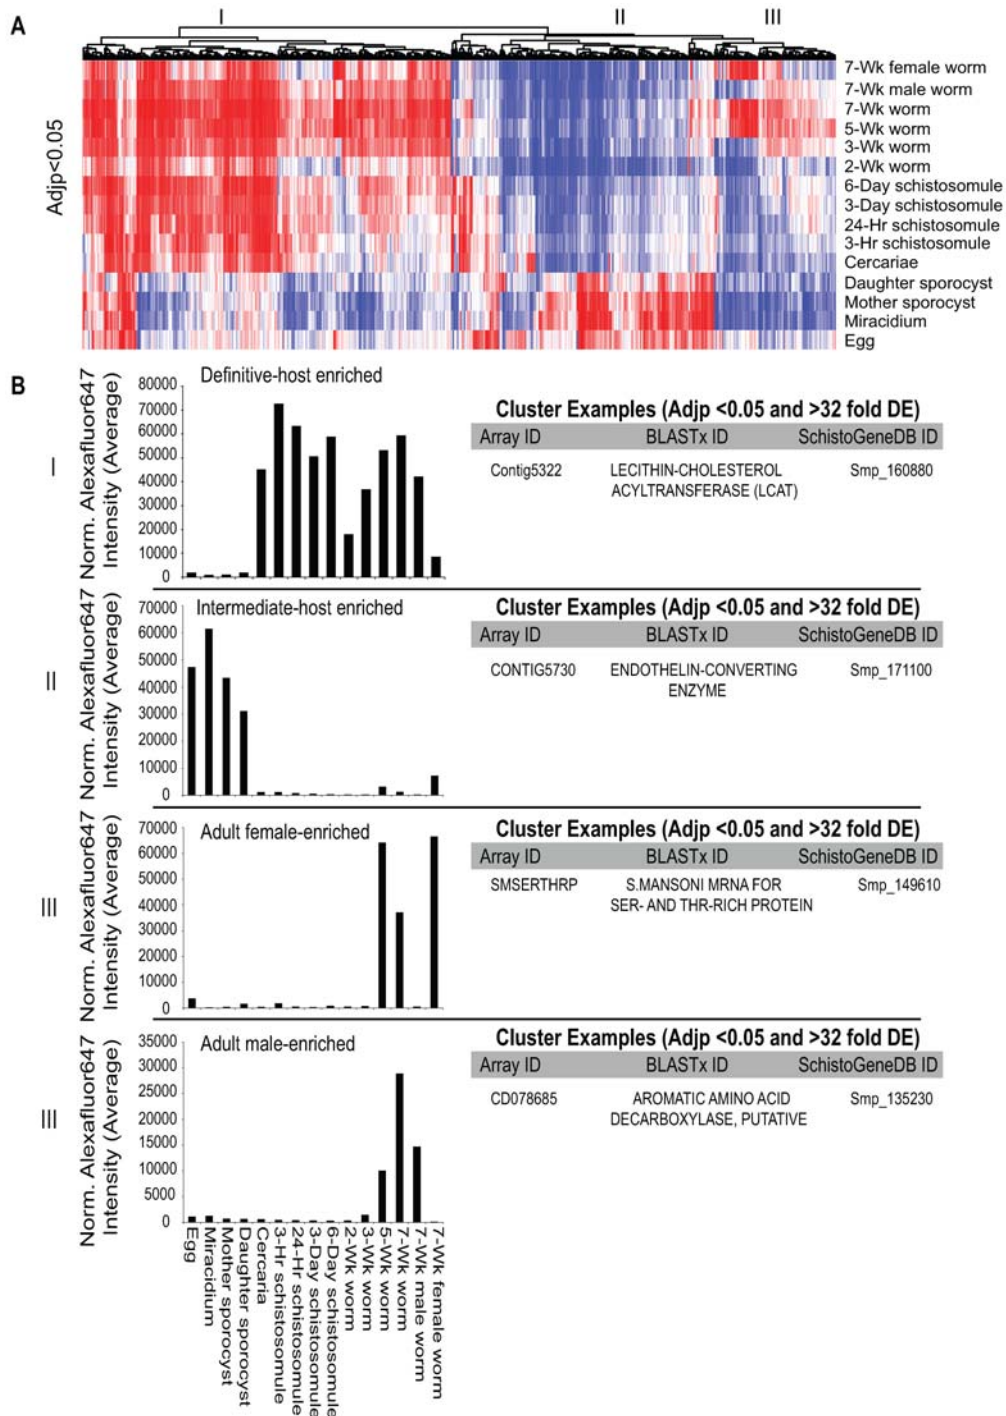 A
I
II
III
Adjp<0.05
7-Wk female worm
7-Wk male worm
7-Wk worm
5-Wk worm
3-Wk worm
2-Wk worm
6-Day schistosomule
3-Day schistosomule
24-Hr schistosomule
3-Hr schistosomule
Cercariae
Daughter sporocyst
Mother sporocyst
Miracidium
Egg
B
I
Norm. Alexafluor647
Intensity (Average)
Definitive-host enriched
80000
70000
60000
50000
40000
30000
20000
10000
0
Cluster Examples (Adjp <0.05 and >32 fold DE)
Array ID BLASTx ID SchistoGeneDB ID
Contig5322 LECITHIN-CHOLESTEROL Smp_160880
ACYLTRANSFERASE (LCAT)
II
Norm. Alexafluor647
Intensity (Average)
Intermediate-host enriched
70000
60000
50000
40000
30000
20000
10000
0
Cluster Examples (Adjp <0.05 and >32 fold DE)
Array ID BLASTx ID SchistoGeneDB ID
CONTIG5730 ENDOTHELIN-CONVERTING Smp_171100
ENZYME
III
Norm. Alexafluor647
Intensity (Average)
Adult female-enriched
70000
60000
50000
40000
30000
20000
10000
0
Cluster Examples (Adjp <0.05 and >32 fold DE)
Array ID BLASTx ID SchistoGeneDB ID
SMSERTHRP S.MANSONI MRNA FOR Smp_149610
SER- AND THR-RICH PROTEIN
III
Norm. Alexafluor647
Intensity (Average)
Adult male-enriched
35000
30000
25000
20000
15000
10000
5000
0
Cluster Examples (Adjp <0.05 and >32 fold DE)
Array ID BLASTx ID SchistoGeneDB ID
CD078685 AROMATIC AMINO ACID Smp_135230
DECARBOXYLASE, PUTATIVE
Egg
Miracidium
Mother sporocyst
Daughter sporocyst
Cercaria
3-Hr schistosomule
24-Hr schistosomule
3-Day schistosomule
6-Day schistosomule
2-Wk worm
3-Wk worm
5-Wk worm
7-Wk worm
7-Wk male worm
7-Wk female worm